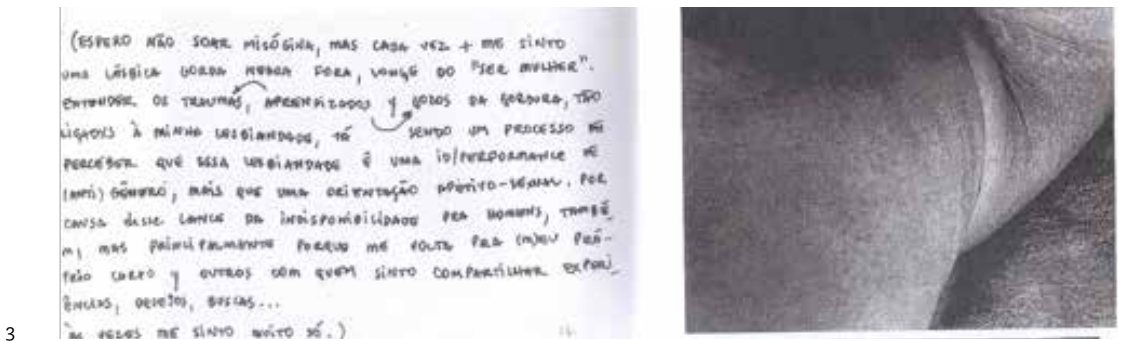 (ESPERO NÃO SOAR MISÓGINA, MAS CADA VEZ + ME SINTO
UMA LÉSBICA GORDA NEGRA FORA, LONGE DO "SER MULHER".
ENTENDER OS TRAUMAS, APRENDIZADOS Y GOZOS DA GORDURA, TÃO
LIGADXS À MINHA LESBIANDADE, TÁ SENDO UM PROCESSO DE
PERCEBER QUE ESSA LESBIANDADE É UMA ID/PERFORMANCE DE
(ANTI) GÊNERO, MAIS QUE UMA ORIENTAÇÃO AFETIVO-SEXUAL. POR
CAUSA DESSE LANCE DA INDISPONIBILIDADE PRA HOMENS, TAMBÉ
M, MAS PRINCIPALMENTE PORQUE ME VOLTA PRA (M)EU PRÓ-
PRIO CORPO Y OUTROS COM QUEM SINTO COMPARTILHAR EXPERI
ÊNCIAS, DESEJOS, BUSCAS...
ÀS VEZES ME SINTO MUITO SÓ.)
3